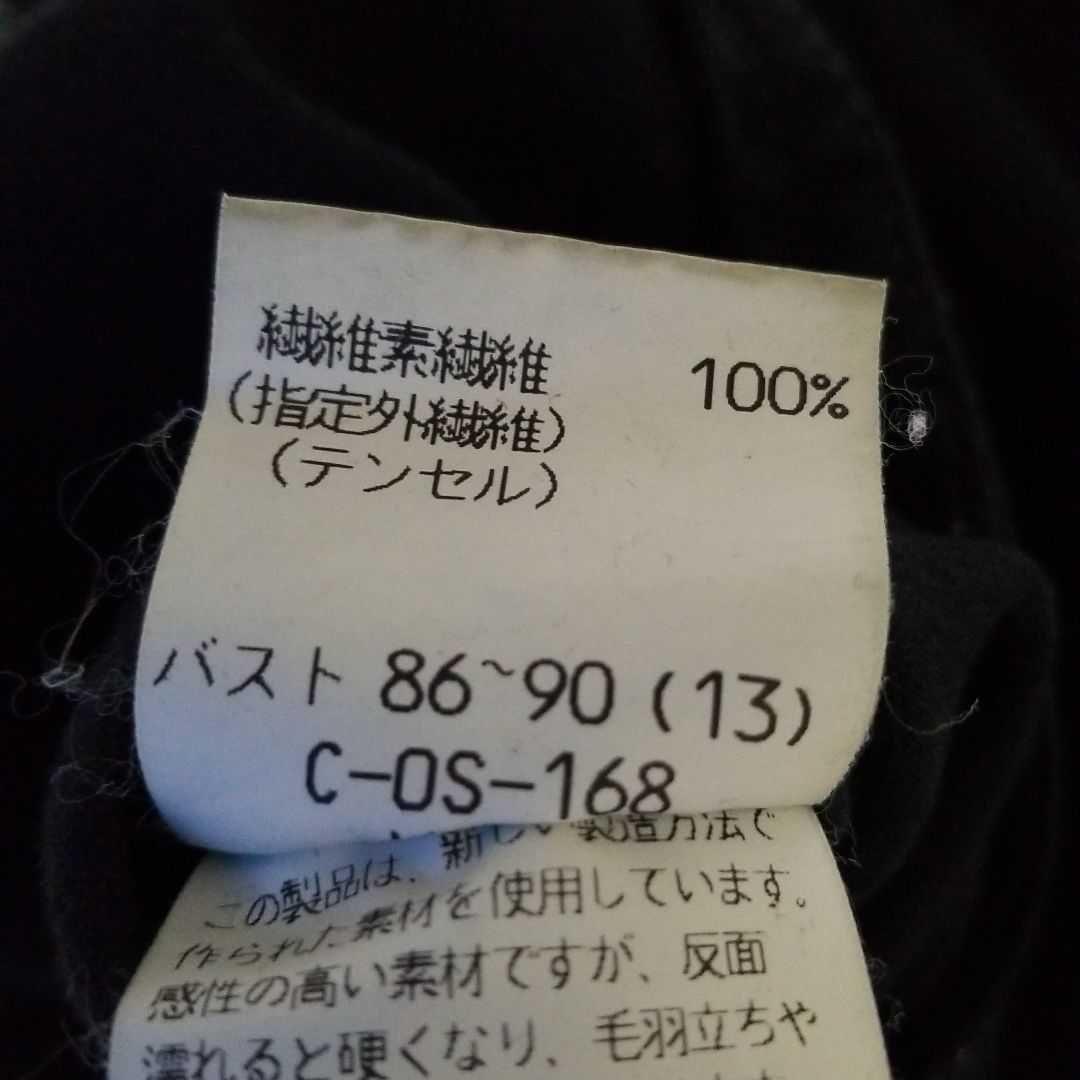 繊維素繊維 100%
(指定外繊維)
(テンセル)
バスト 86~90 (13)
C-OS-168
この製品は、新しい製造方法で
作られた素材を使用しています。
感性の高い素材ですが、反面
濡れると硬くなり、毛羽立ちや